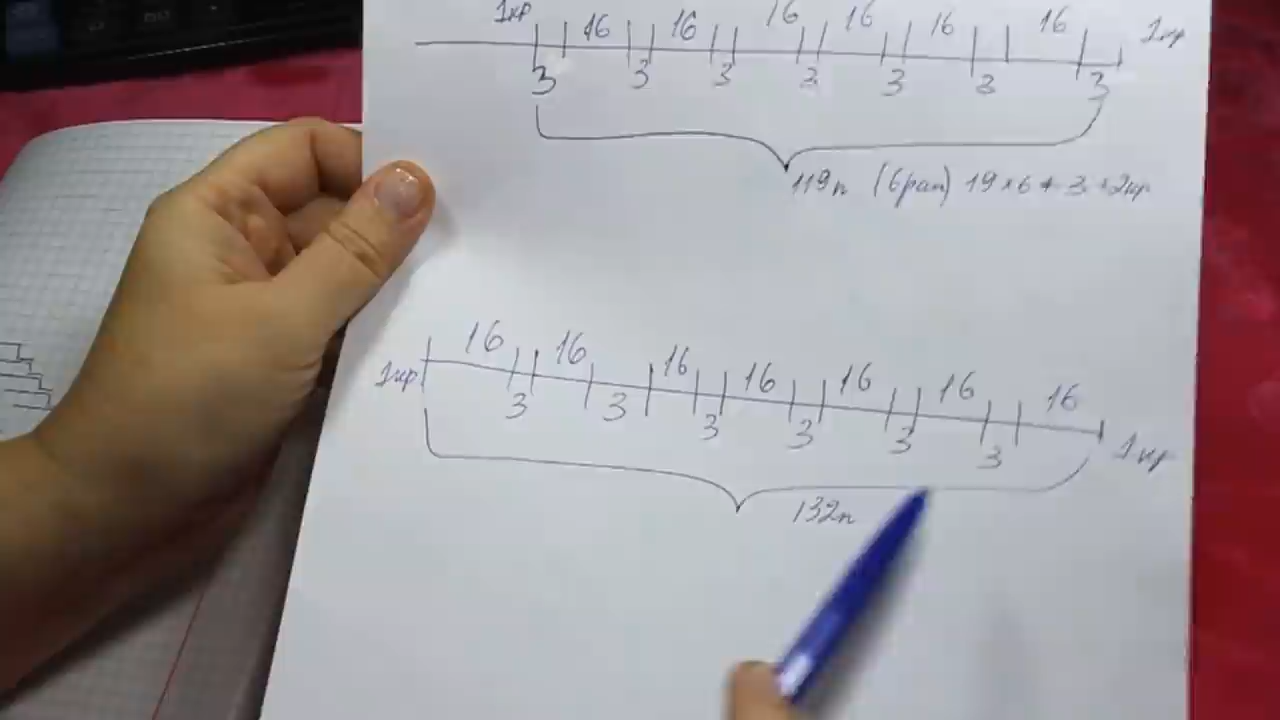 1кр 16 16 16 16 16 16 1кр
3 3 3 3 3 3 3
119п (6рап) 19×6+3+2кр
1кр 16 16 16 16 16 16 16 1кр
3 3 3 3 3 3
132п